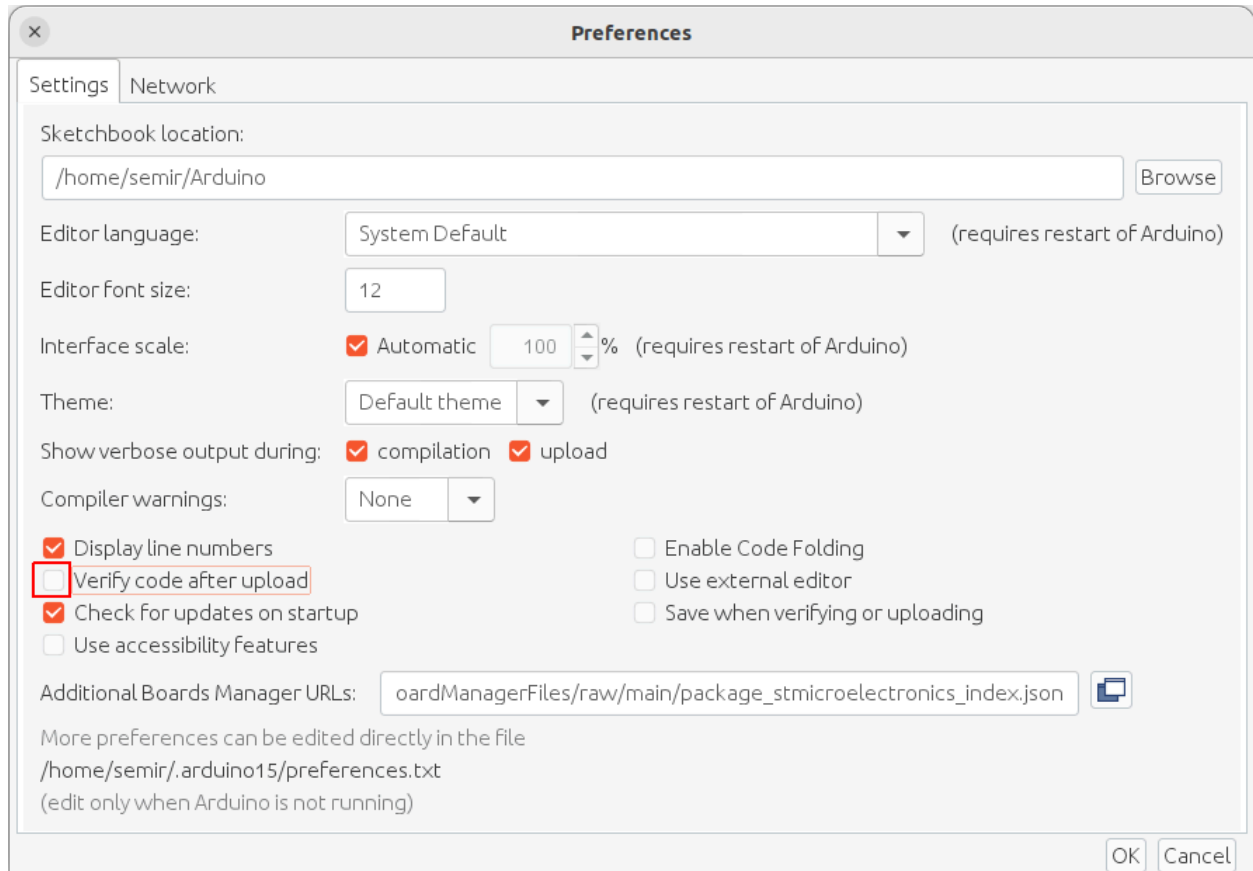 Preferences
Settings Network
Sketchbook location:
/home/semir/Arduino Browse
Editor language: System Default (requires restart of Arduino)
Editor font size: 12
Interface scale: Automatic 100 % (requires restart of Arduino)
Theme: Default theme (requires restart of Arduino)
Show verbose output during: compilation upload
Compiler warnings: None
Display line numbers Enable Code Folding
Verify code after upload Use external editor
Check for updates on startup Save when verifying or uploading
Use accessibility features
Additional Boards Manager URLs: oardManagerFiles/raw/main/package_stmicroelectronics_index.json
More preferences can be edited directly in the file
/home/semir/.arduino15/preferences.txt
(edit only when Arduino is not running)
OK Cancel